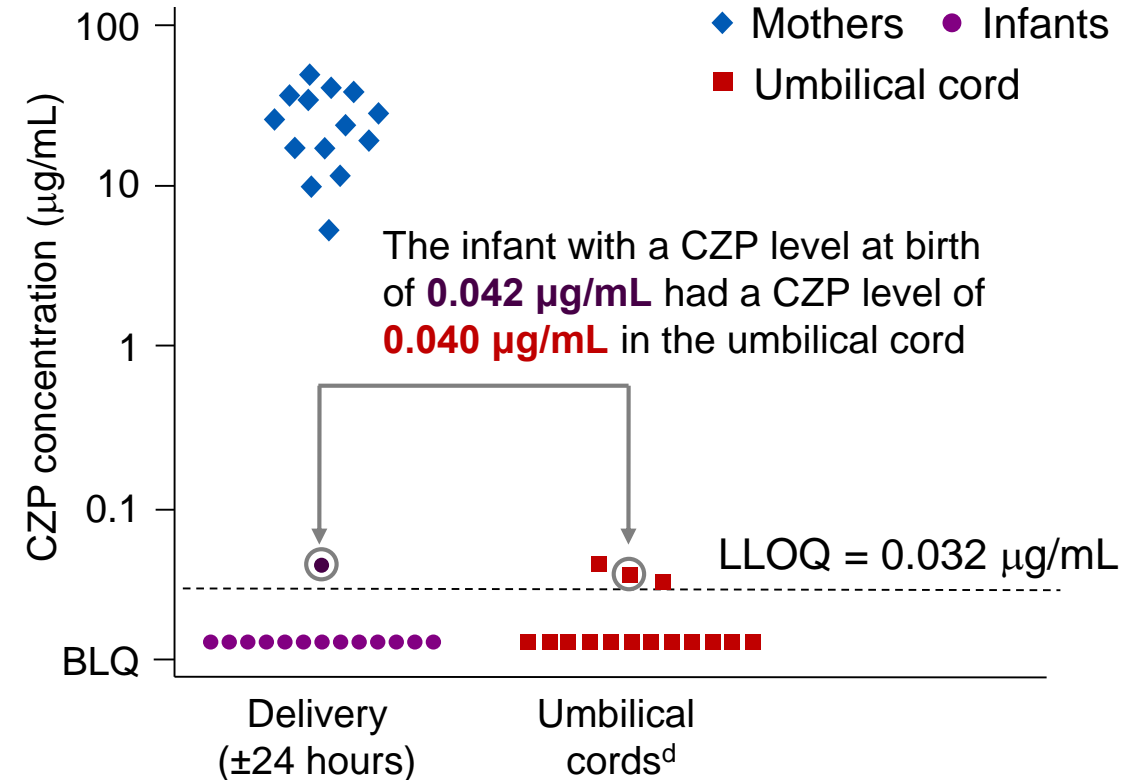 100
Mothers Infants
Umbilical cord
CZP concentration (µg/mL)
10
The infant with a CZP level at birth
of 0.042 µg/mL had a CZP level of
0.040 µg/mL in the umbilical cord
1
0.1
LLOQ = 0.032 µg/mL
BLQ
Delivery
(±24 hours)
Umbilical
cordsᵈ